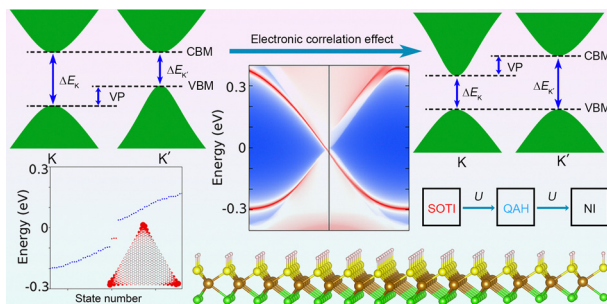 Electronic correlation effect
CBM
ΔE_K
ΔE_K′
VBM
VP
K
K′
CBM
VP
ΔE_K
ΔE_K′
VBM
K
K′
Energy (eV)
0.3
0
-0.3
Energy (eV)
0.3
0
-0.3
State number
SOTI
U
QAH
U
NI